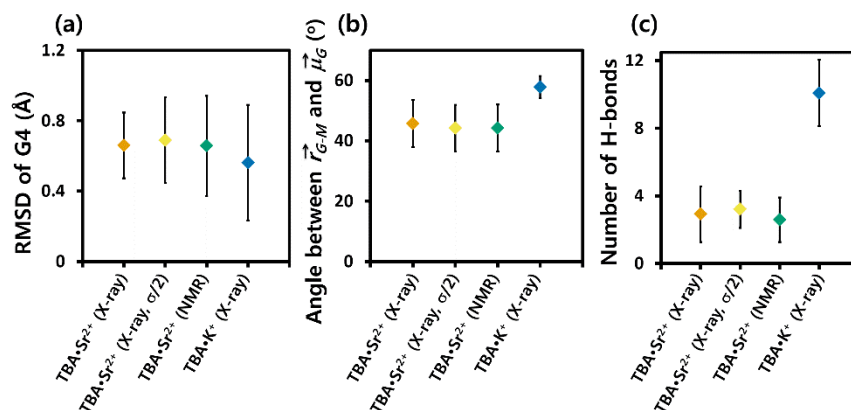 (a)
RMSD of G4 (Å)
1.2
0.8
0.4
0
TBA•Sr²⁺ (X-ray)
TBA•Sr²⁺ (X-ray, σ/2)
TBA•Sr²⁺ (NMR)
TBA•K⁺ (X-ray)
(b)
Angle between r⃗_G-M and μ⃗_G (º)
60
40
20
0
TBA•Sr²⁺ (X-ray)
TBA•Sr²⁺ (X-ray, σ/2)
TBA•Sr²⁺ (NMR)
TBA•K⁺ (X-ray)
(c)
Number of H-bonds
12
8
4
0
TBA•Sr²⁺ (X-ray)
TBA•Sr²⁺ (X-ray, σ/2)
TBA•Sr²⁺ (NMR)
TBA•K⁺ (X-ray)